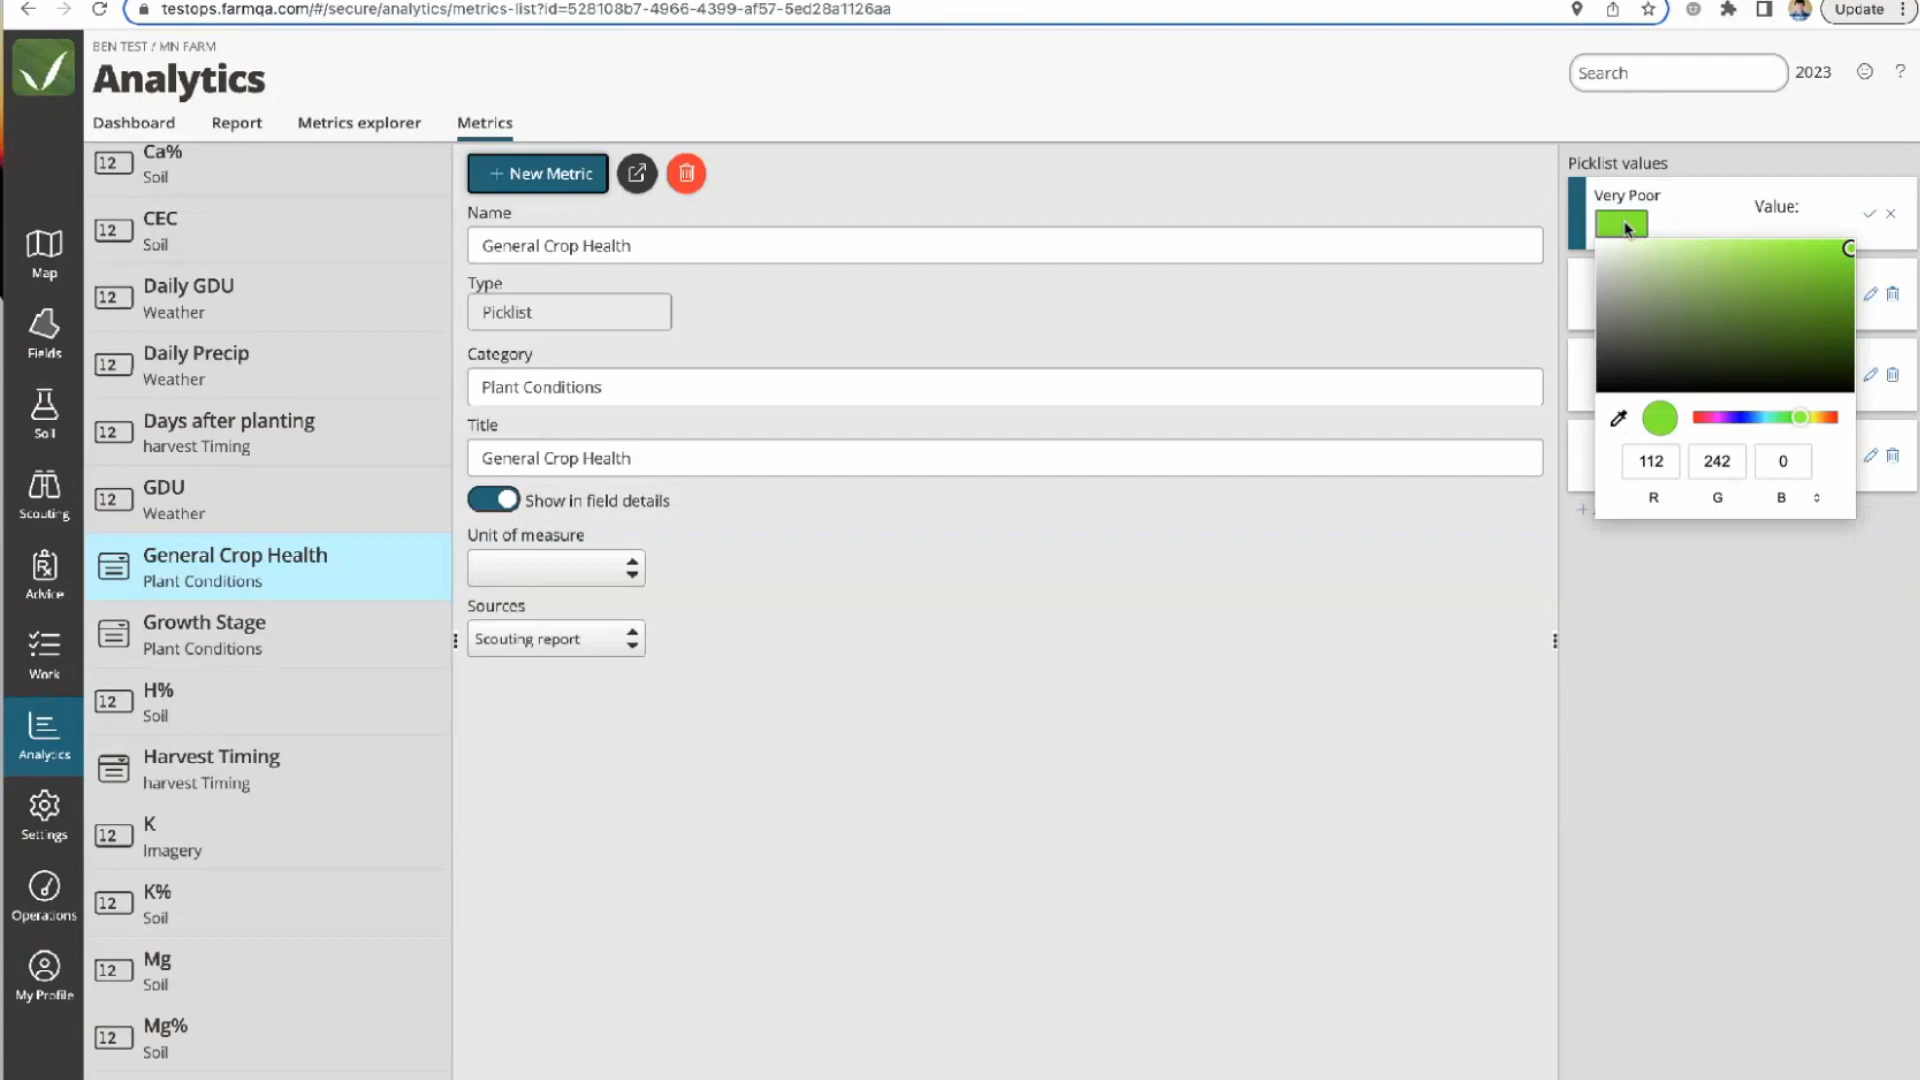 testops.farmqa.com/#/secure/analytics/metrics-list?id=528108b7-4966-4399-af57-5ed28a1126aa
Update
BEN TEST / MN FARM
Analytics
Search
2023
?
Dashboard
Report
Metrics explorer
Metrics
Map
Fields
Soil
Scouting
Advice
Work
Analytics
Settings
Operations
My Profile
12
Ca%
Soil
12
CEC
Soil
12
Daily GDU
Weather
12
Daily Precip
Weather
12
Days after planting
harvest Timing
12
GDU
Weather
General Crop Health
Plant Conditions
Growth Stage
Plant Conditions
12
H%
Soil
Harvest Timing
harvest Timing
12
K
Imagery
12
K%
Soil
12
Mg
Soil
12
Mg%
Soil
+ New Metric
Name
General Crop Health
Type
Picklist
Category
Plant Conditions
Title
General Crop Health
Show in field details
Unit of measure
Sources
Scouting report
Picklist values
Very Poor
Value:
112
242
0
R
G
B